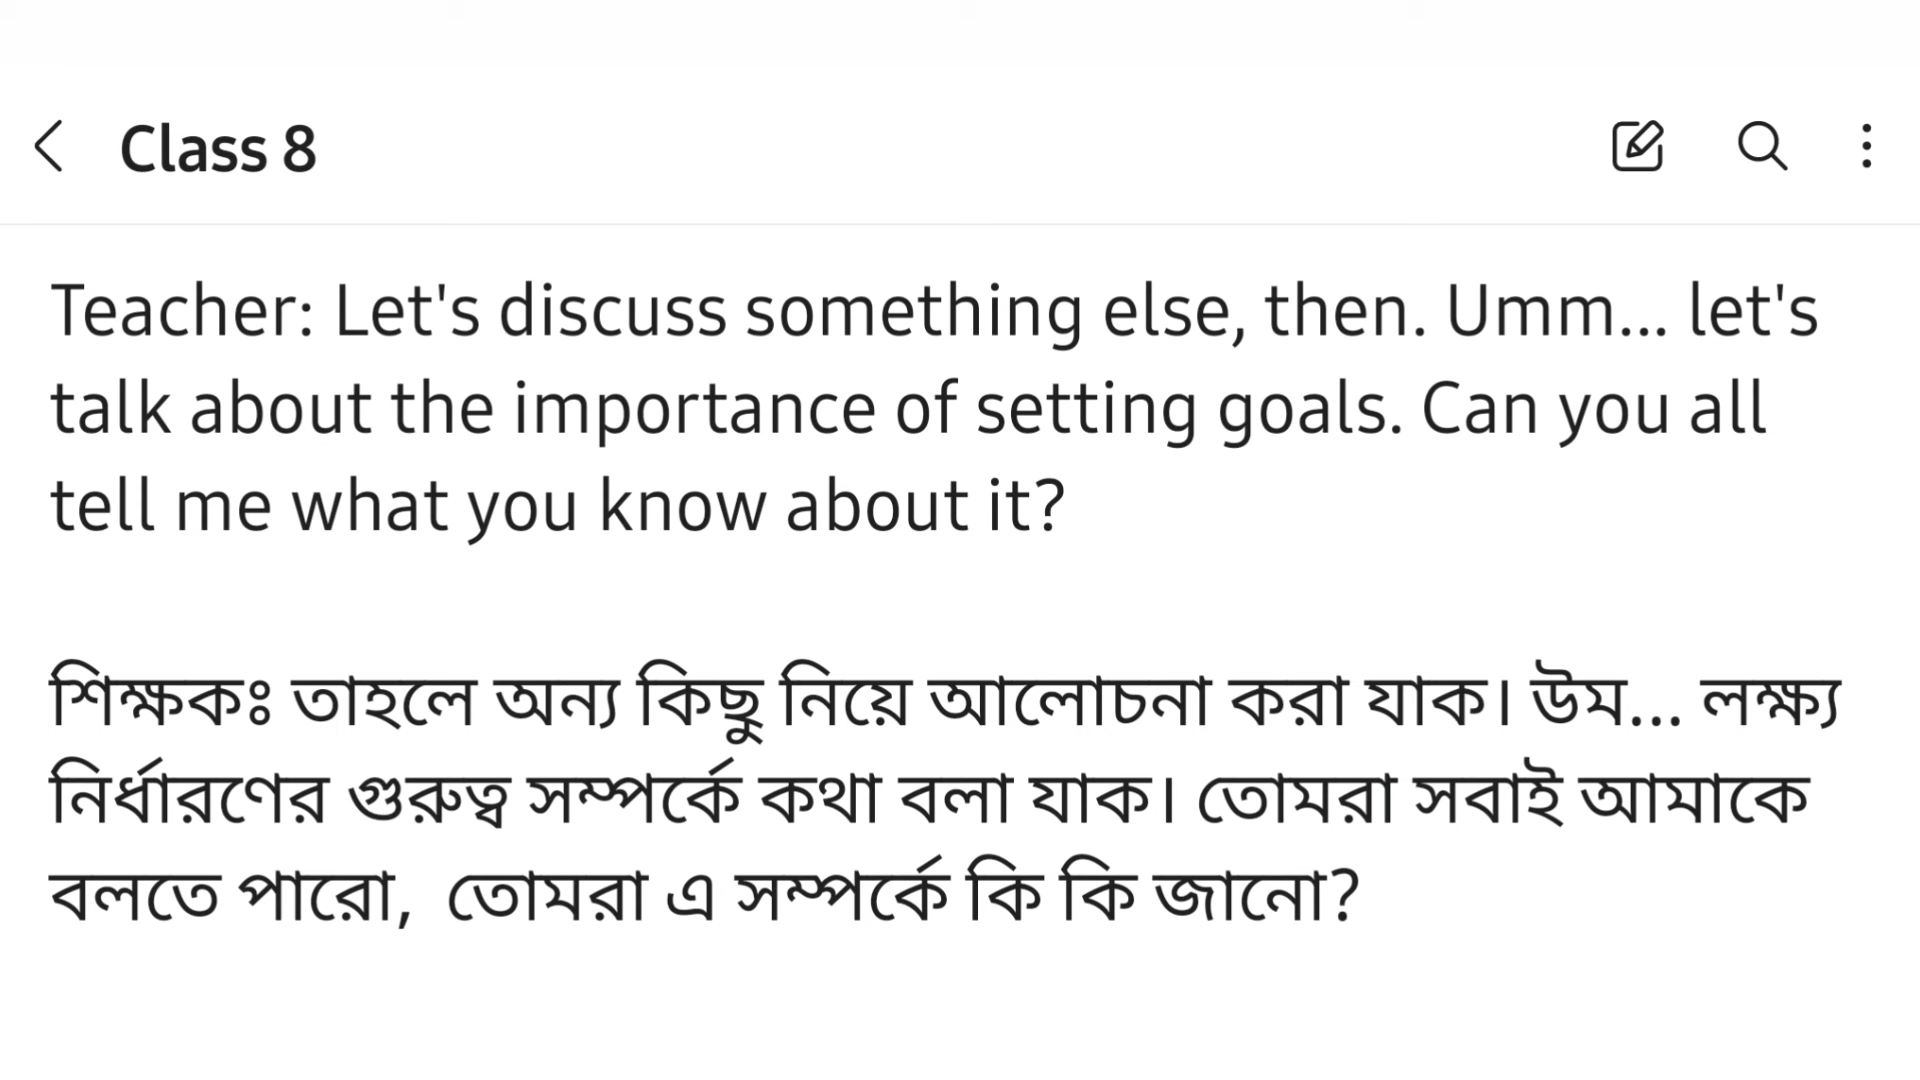 Class 8
Teacher: Let's discuss something else, then. Umm... let's
talk about the importance of setting goals. Can you all
tell me what you know about it?
শিক্ষকঃ তাহলে অন্য কিছু নিয়ে আলোচনা করা যাক। উম... লক্ষ্য
নির্ধারণের গুরুত্ব সম্পর্কে কথা বলা যাক। তোমরা সবাই আমাকে
বলতে পারো, তোমরা এ সম্পর্কে কি কি জানো?